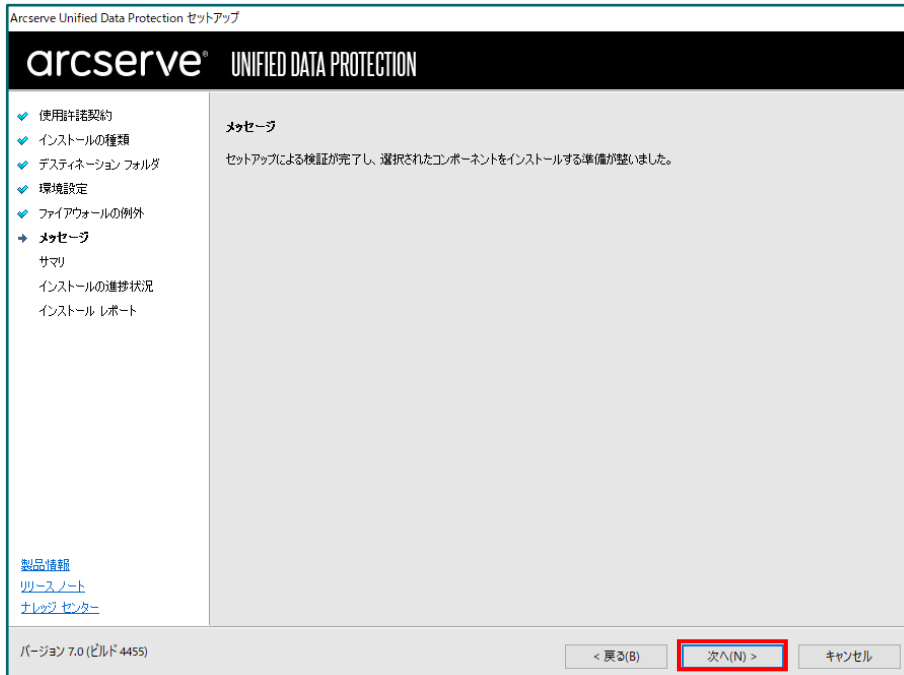 Arcserve Unified Data Protection セットアップ
arcserve® UNIFIED DATA PROTECTION
使用許諾契約
インストールの種類
デスティネーション フォルダ
環境設定
ファイアウォールの例外
メッセージ
サマリ
インストールの進捗状況
インストール レポート
メッセージ
セットアップによる検証が完了し、選択されたコンポーネントをインストールする準備が整いました。
製品情報
リリース ノート
ナレッジ センター
バージョン 7.0 (ビルド 4455)
< 戻る(B)
次へ(N) >
キャンセル